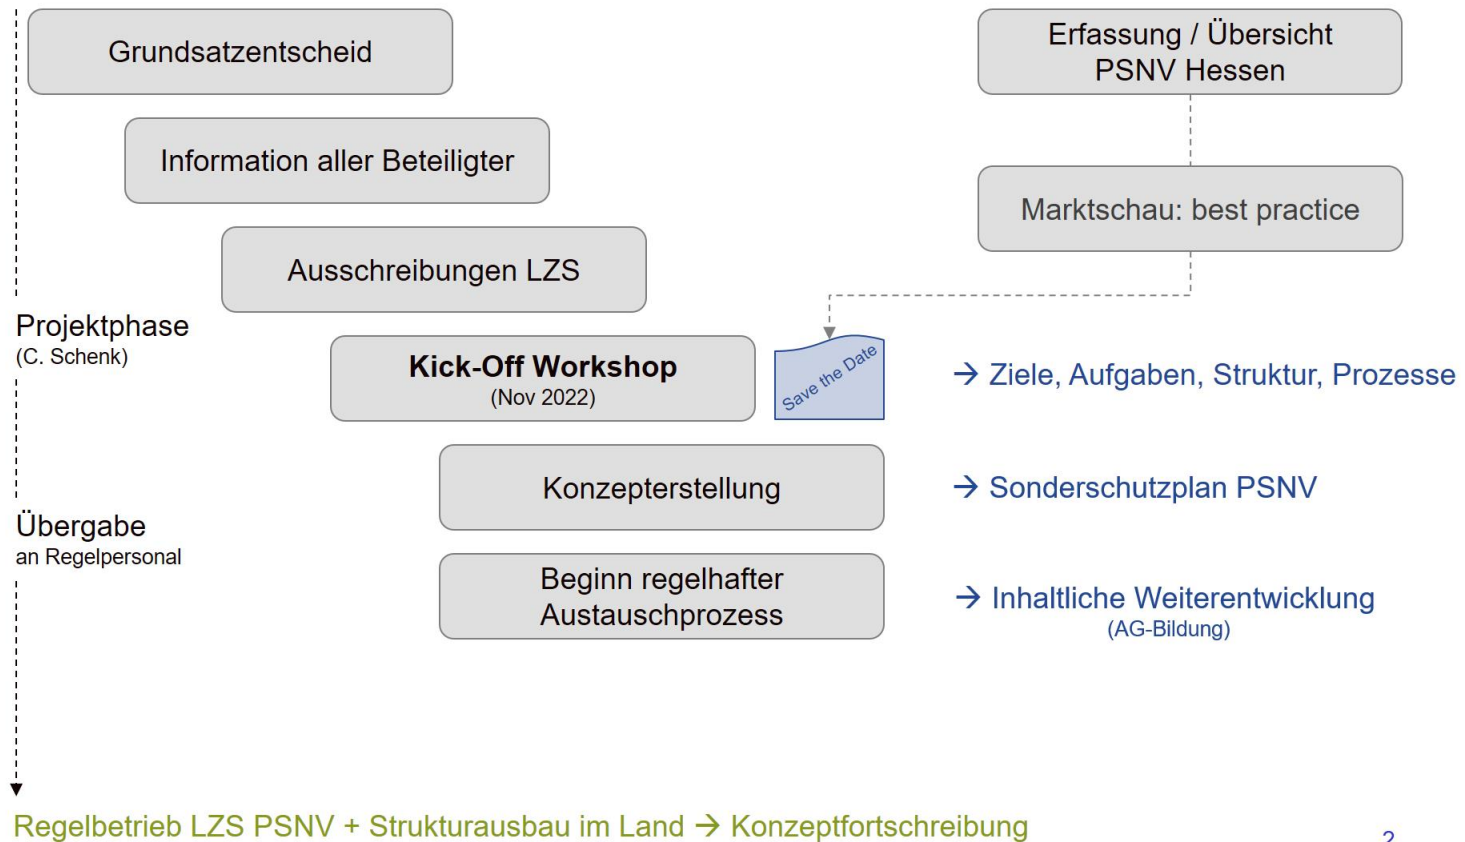 Grundsatzentscheid
Erfassung / Übersicht
PSNV Hessen
Information aller Beteiligter
Marktschau: best practice
Ausschreibungen LZS
Projektphase
(C. Schenk)
Kick-Off Workshop
(Nov 2022)
Save the Date
→ Ziele, Aufgaben, Struktur, Prozesse
Konzepterstellung
→ Sonderschutzplan PSNV
Übergabe
an Regelpersonal
Beginn regelhafter
Austauschprozess
→ Inhaltliche Weiterentwicklung
(AG-Bildung)
Regelbetrieb LZS PSNV + Strukturausbau im Land → Konzeptfortschreibung
2